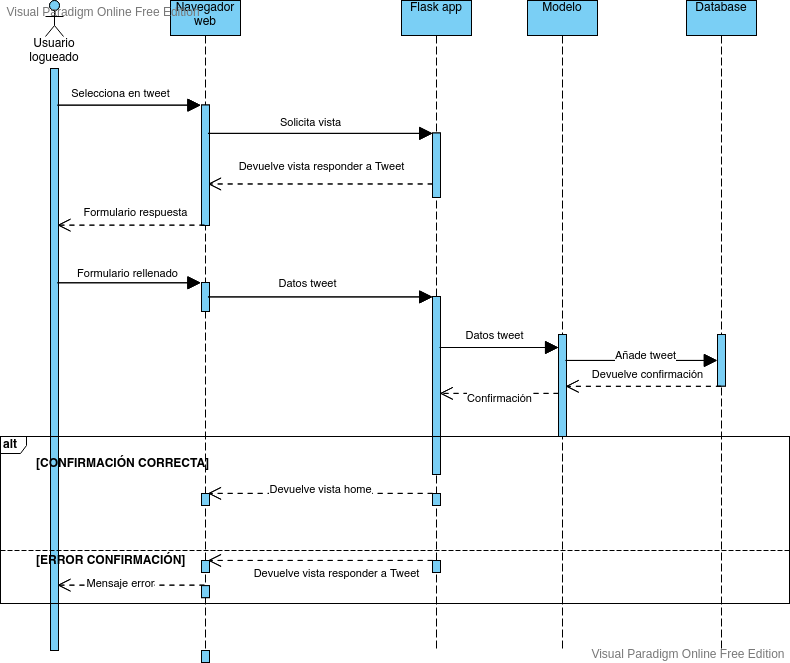 Visual Paradigm Online Free Edition
Usuario
logueado
Navegador
web
Flask app
Modelo
Database
Selecciona en tweet
Solicita vista
Devuelve vista responder a Tweet
Formulario respuesta
Formulario rellenado
Datos tweet
Datos tweet
Añade tweet
Devuelve confirmación
Confirmación
alt
[CONFIRMACIÓN CORRECTA]
Devuelve vista home
[ERROR CONFIRMACIÓN]
Devuelve vista responder a Tweet
Mensaje error
Visual Paradigm Online Free Edition